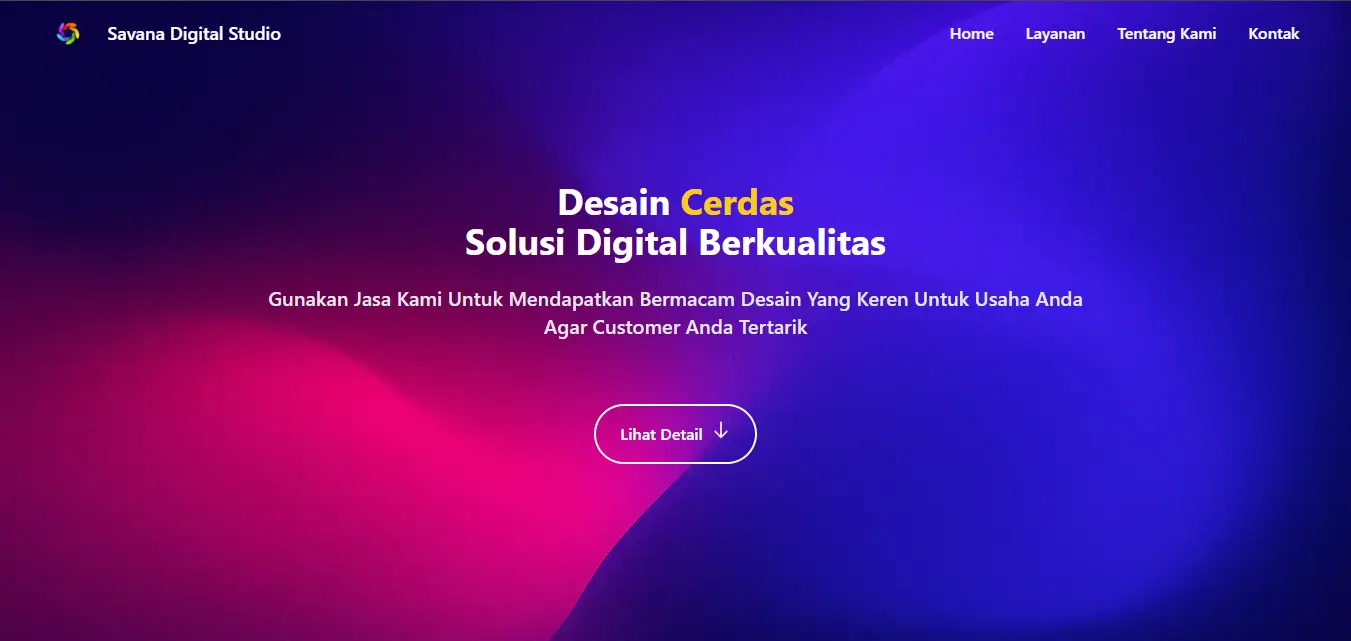 Savana Digital Studio
Home
Layanan
Tentang Kami
Kontak
Desain Cerdas
Solusi Digital Berkualitas
Gunakan Jasa Kami Untuk Mendapatkan Bermacam Desain Yang Keren Untuk Usaha Anda
Agar Customer Anda Tertarik
Lihat Detail